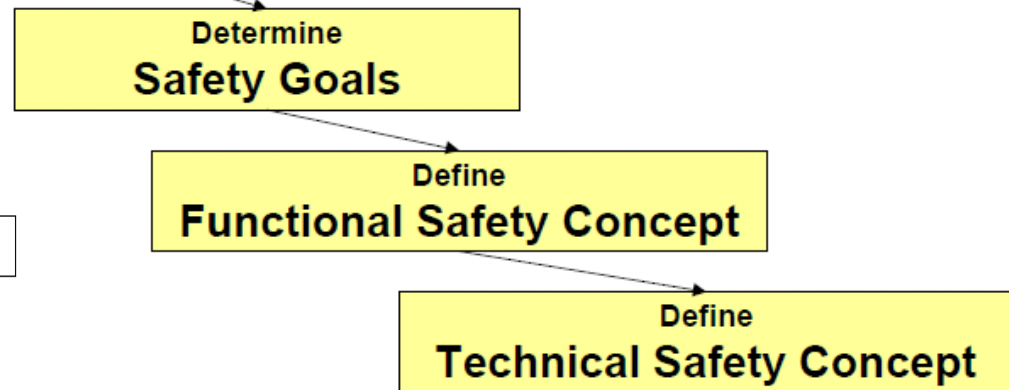 Determine
Safety Goals
Define
Functional Safety Concept
Define
Technical Safety Concept